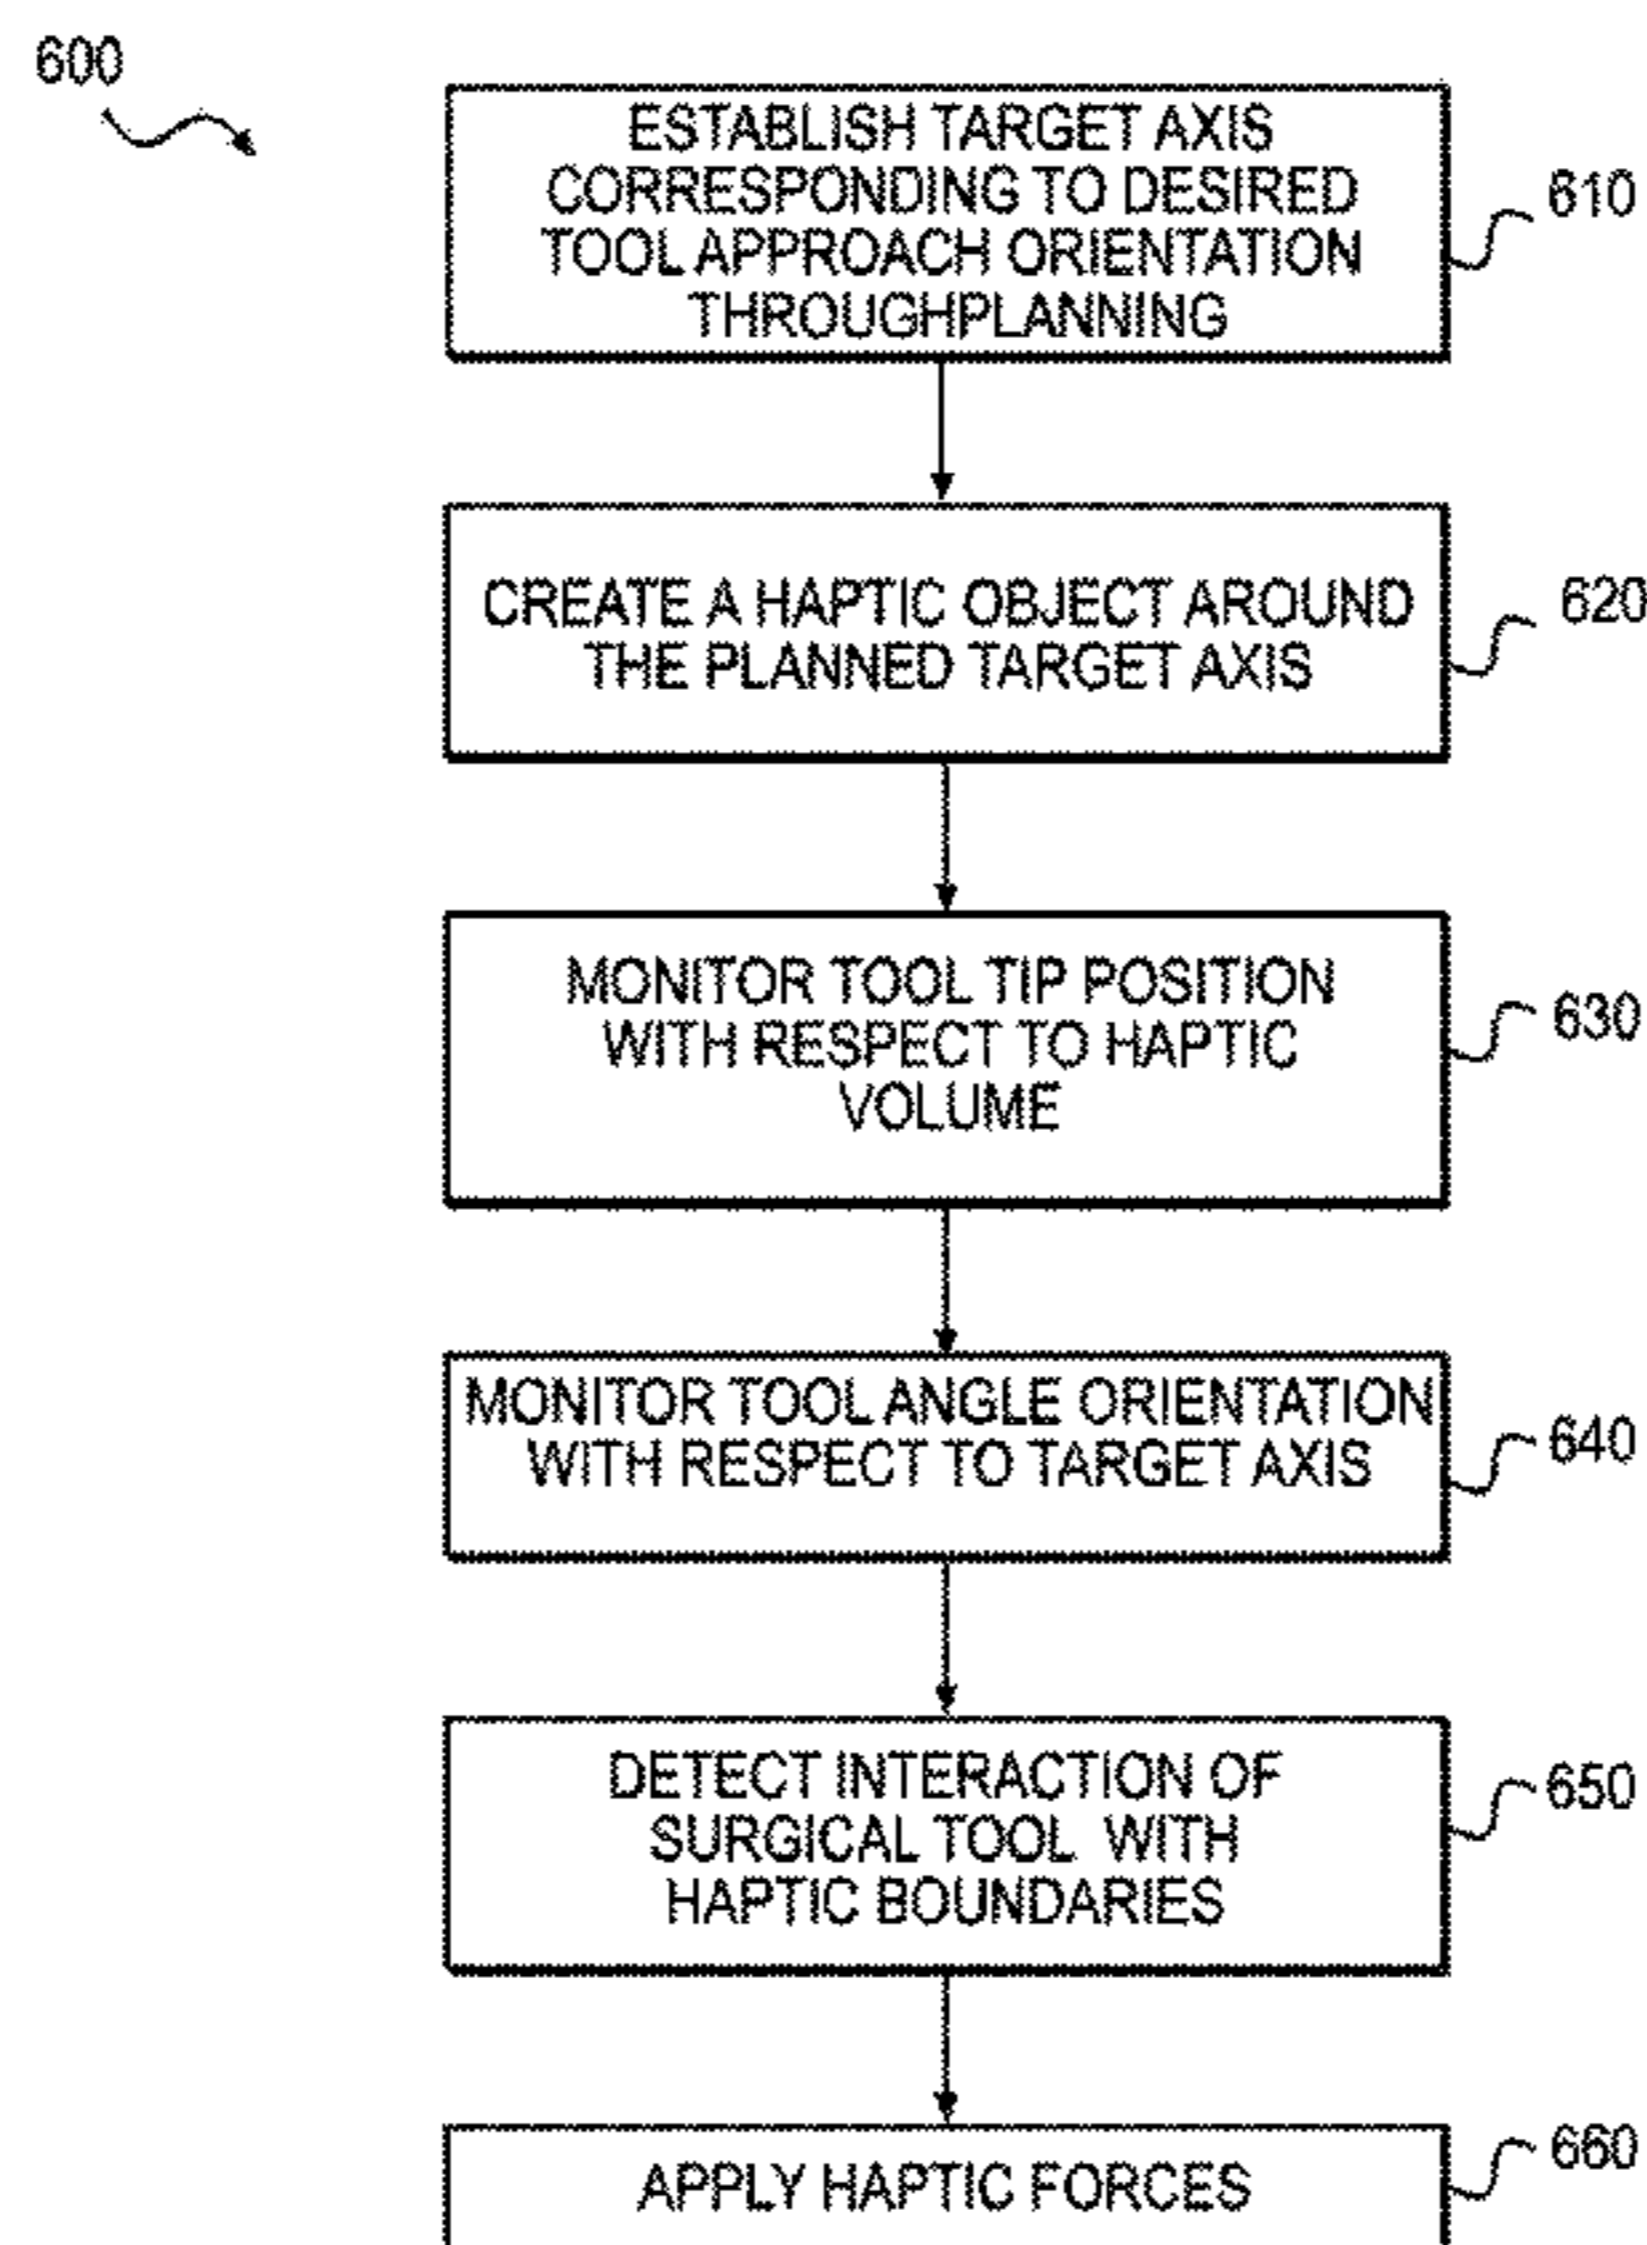 600
ESTABLISH TARGET AXIS
CORRESPONDING TO DESIRED
TOOL APPROACH ORIENTATION
THROUGHPLANNING
610
CREATE A HAPTIC OBJECT AROUND
THE PLANNED TARGET AXIS
620
MONITOR TOOL TIP POSITION
WITH RESPECT TO HAPTIC
VOLUME
630
MONITOR TOOL ANGLE ORIENTATION
WITH RESPECT TO TARGET AXIS
640
DETECT INTERACTION OF
SURGICAL TOOL WITH
HAPTIC BOUNDARIES
650
APPLY HAPTIC FORCES
660